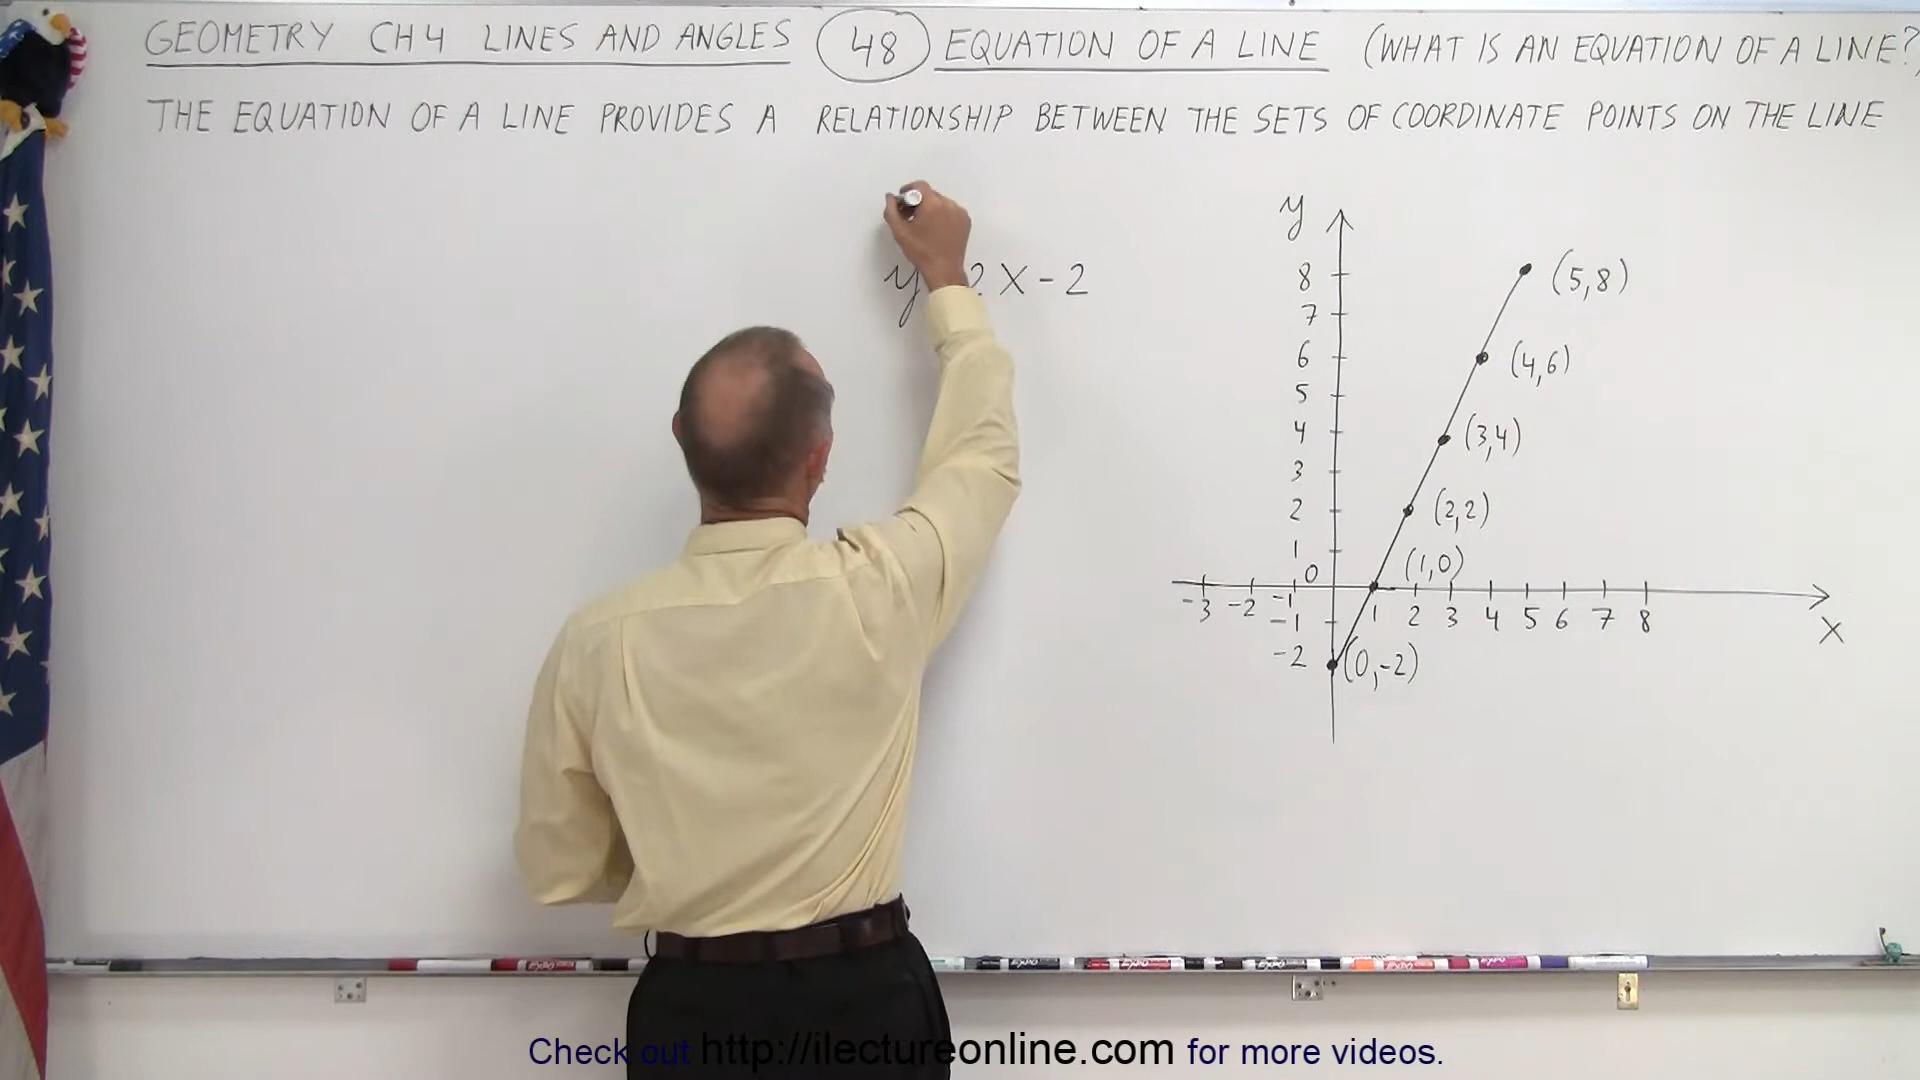 GEOMETRY CH 4 LINES AND ANGLES 48 EQUATION OF A LINE (WHAT IS AN EQUATION OF A LINE?)
THE EQUATION OF A LINE PROVIDES A RELATIONSHIP BETWEEN THE SETS OF COORDINATE POINTS ON THE LINE
y 2X-2
y
8 (5,8)
7
6 (4,6)
5
4 (3,4)
3
2 (2,2)
1
0 (1,0)
-3 -2 -1 1 2 3 4 5 6 7 8
-1
X
-2 (0,-2)
Check out http://ilectureonline.com for more videos.